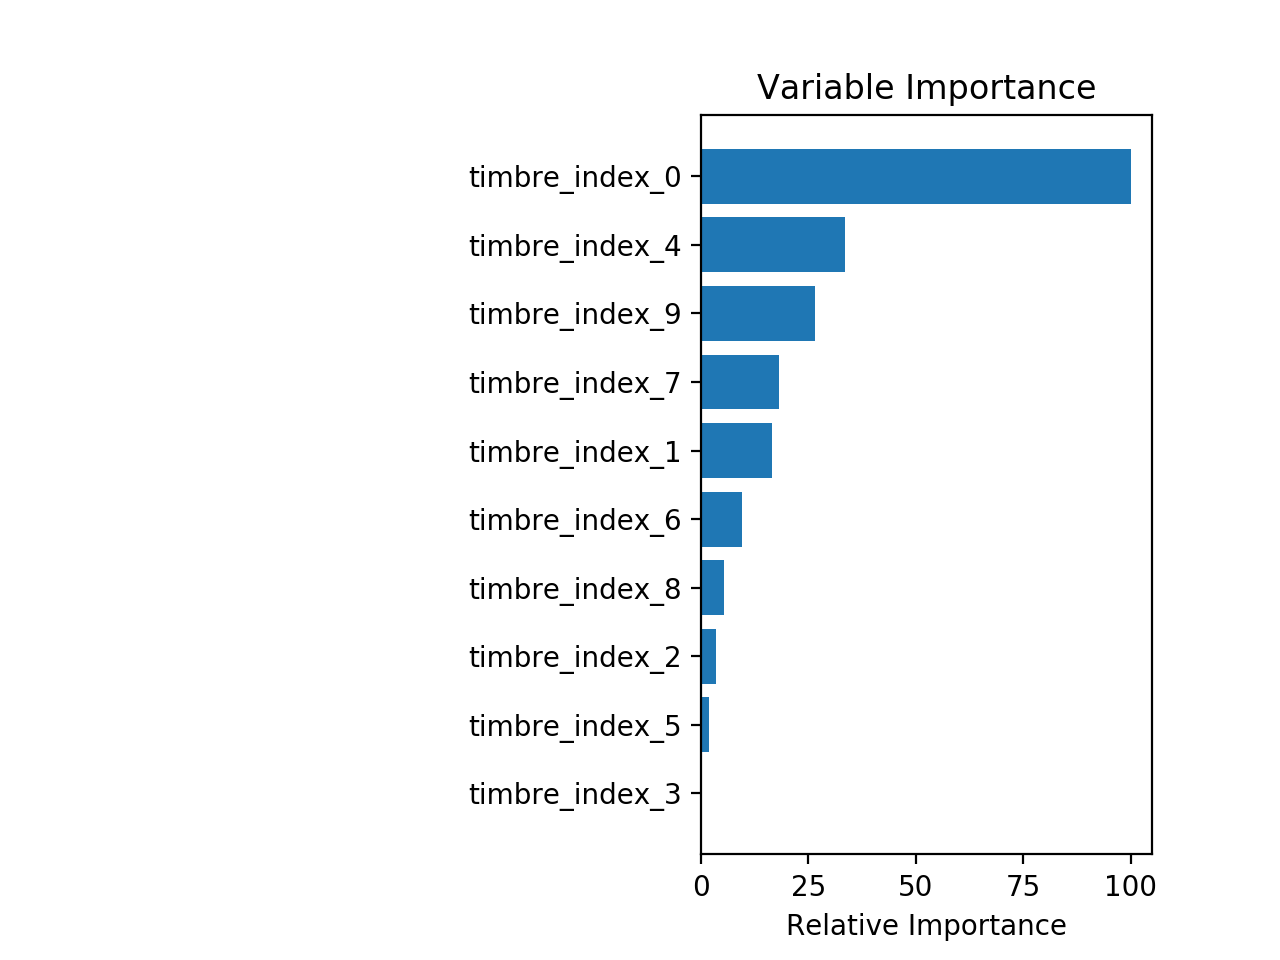 Variable Importance
timbre_index_0
timbre_index_4
timbre_index_9
timbre_index_7
timbre_index_1
timbre_index_6
timbre_index_8
timbre_index_2
timbre_index_5
timbre_index_3
0 25 50 75 100
Relative Importance